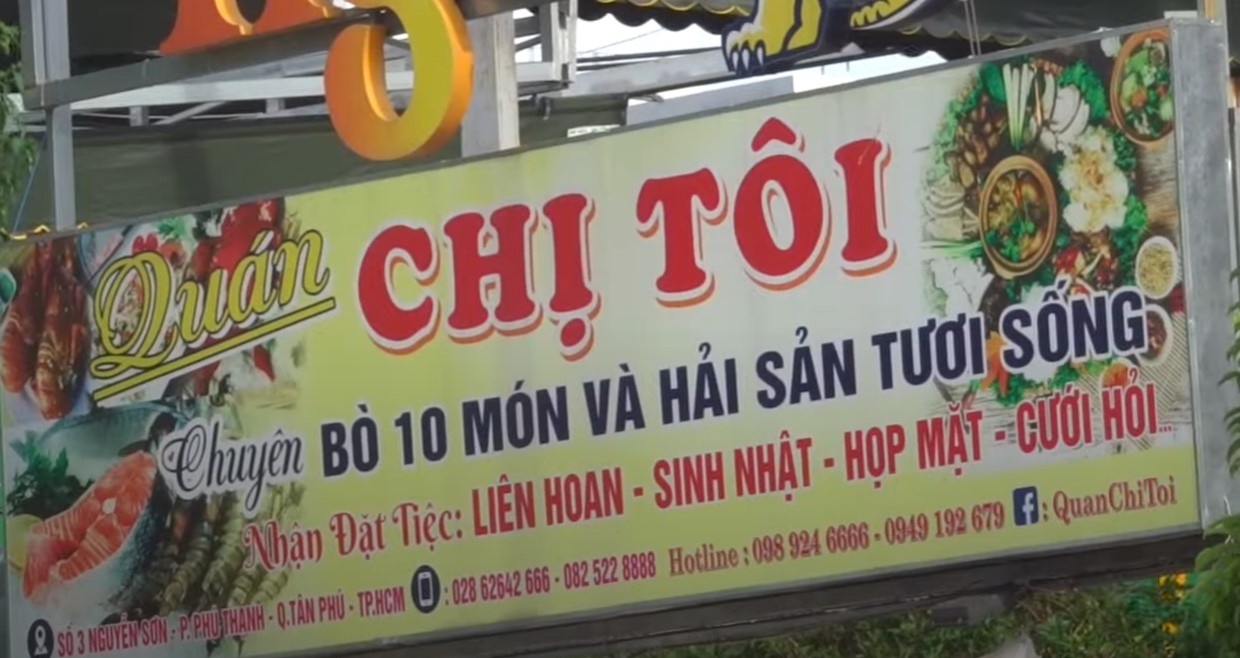 Quán CHỊ TÔI
Chuyên BÒ 10 MÓN VÀ HẢI SẢN TƯƠI SỐNG
Nhận Đặt Tiệc: LIÊN HOAN - SINH NHẬT - HỌP MẶT - CƯỚI HỎI...
SỐ 3 NGUYỄN SƠN - P. PHÚ THẠNH - Q.TÂN PHÚ - TP.HCM : 028 62642 666 - 082 522 8888 Hotline : 098 924 6666 - 0949 192 679 f : QuanChiToi